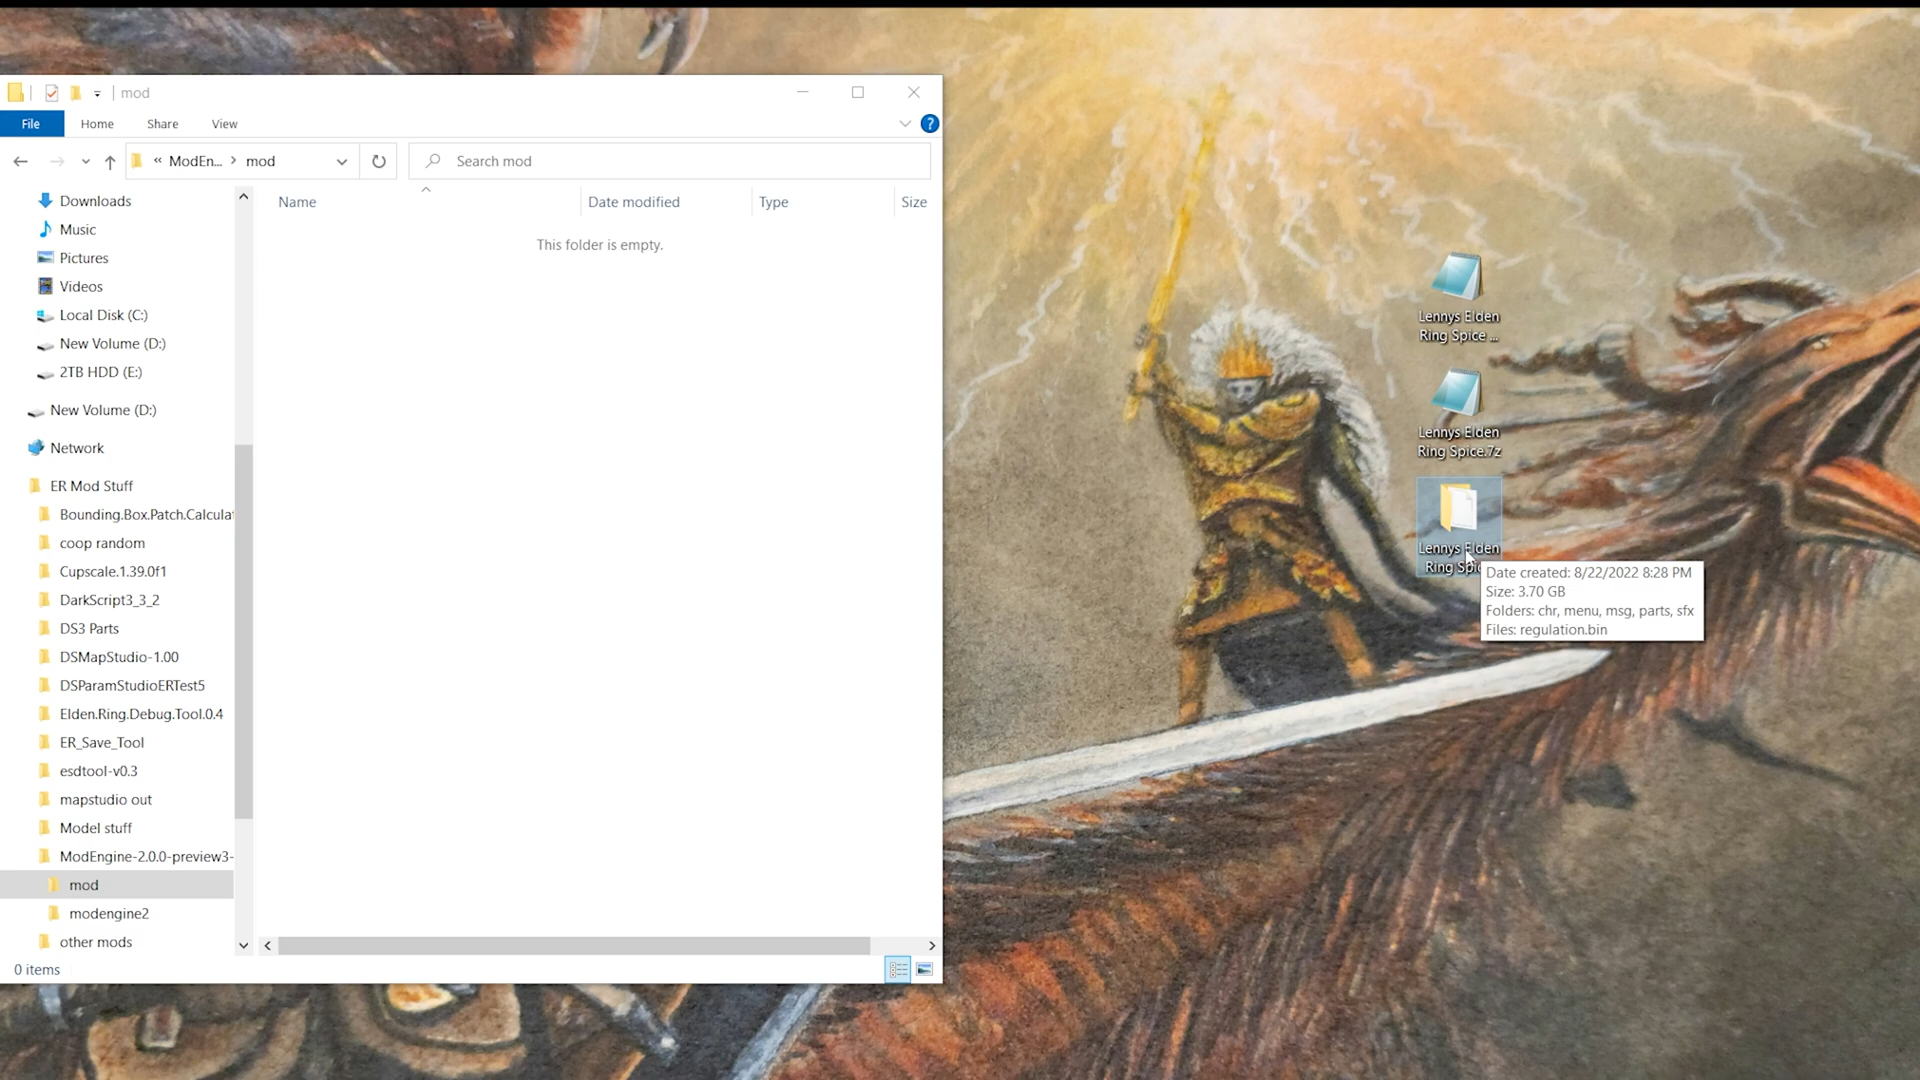 mod
File Home Share View
?
« ModEn... > mod
Search mod
Name Date modified Type Size
This folder is empty.
Downloads
Music
Pictures
Videos
Local Disk (C:)
New Volume (D:)
2TB HDD (E:)
New Volume (D:)
Network
ER Mod Stuff
Bounding.Box.Patch.Calculat
coop random
Cupscale.1.39.0f1
DarkScript3_3_2
DS3 Parts
DSMapStudio-1.00
DSParamStudioERTest5
Elden.Ring.Debug.Tool.0.4
ER_Save_Tool
esdtool-v0.3
mapstudio out
Model stuff
ModEngine-2.0.0-preview3-
mod
modengine2
other mods
0 items
Lennys Elden
Ring Spice ...
Lennys Elden
Ring Spice.7z
Lennys Elden
Ring Spic
Date created: 8/22/2022 8:28 PM
Size: 3.70 GB
Folders: chr, menu, msg, parts, sfx
Files: regulation.bin